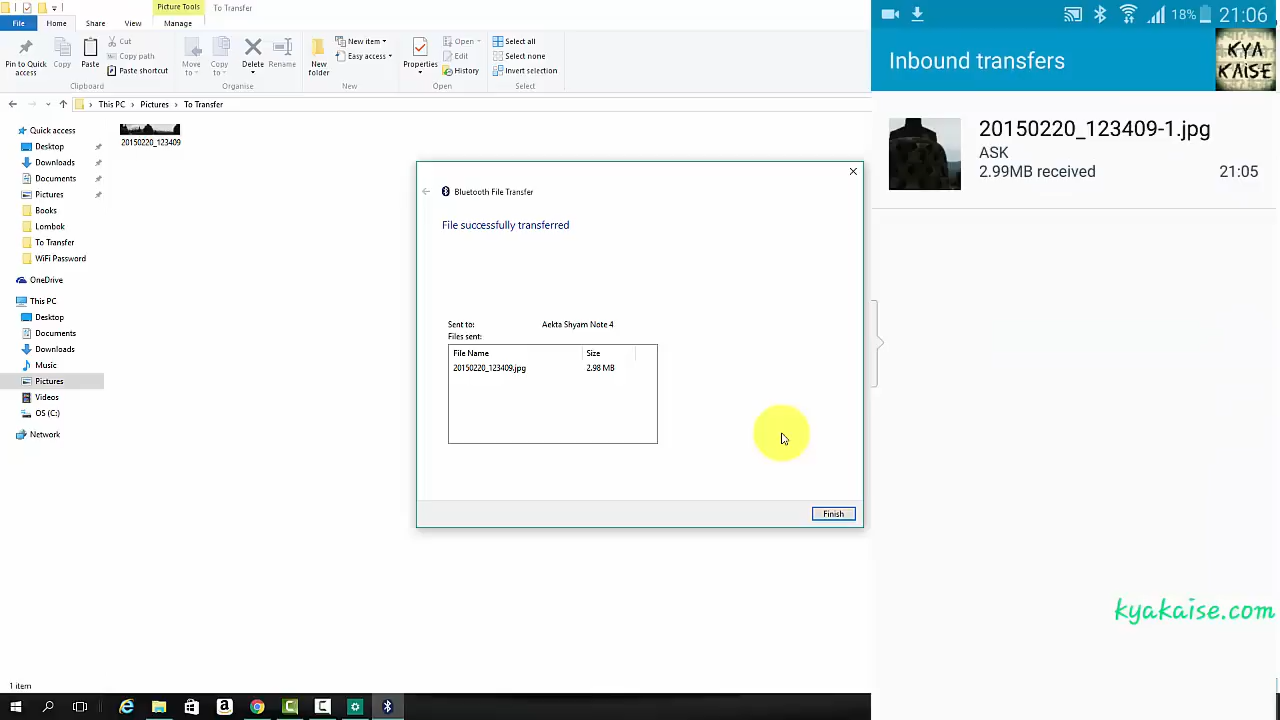 Picture Tools
To Transfer
File
Home
Share
View
Manage
Pin to Quick access
Copy
Paste
Cut
Copy path
Paste shortcut
Clipboard
Move to
Copy to
Delete
Rename
Organise
New folder
New item
Easy access
New
Properties
Open
Edit
History
Open
Select all
Select none
Invert selection
Select
This PC
Pictures
To Transfer
Quick access
Desktop
Downloads
Documents
Pictures
Books
Lombok
To Transfer
WiFi Password
OneDrive
This PC
Desktop
Documents
Downloads
Music
Pictures
Videos
OS (C:)
Network
20150220_123409
1 item
Bluetooth File Transfer
File successfully transferred
Sent to: Aekta Shyam Note 4
Files sent:
File Name Size
20150220_123409.jpg 2.98 MB
Finish
18% 21:06
Inbound transfers
KYA
KAISE
20150220_123409-1.jpg
ASK
2.99MB received 21:05
kyakaise.com